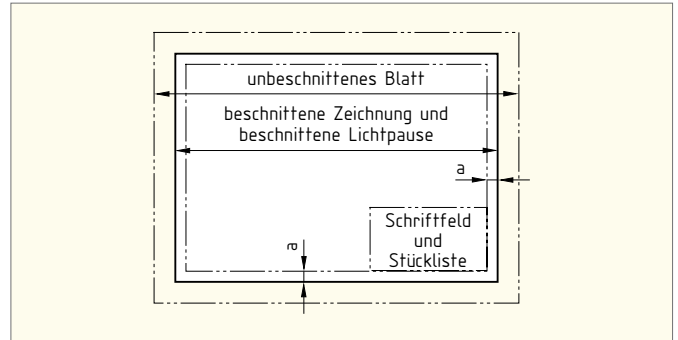 unbeschnittenes Blatt
beschnittene Zeichnung und
beschnittene Lichtpause
a
Schriftfeld
und
Stückliste
a